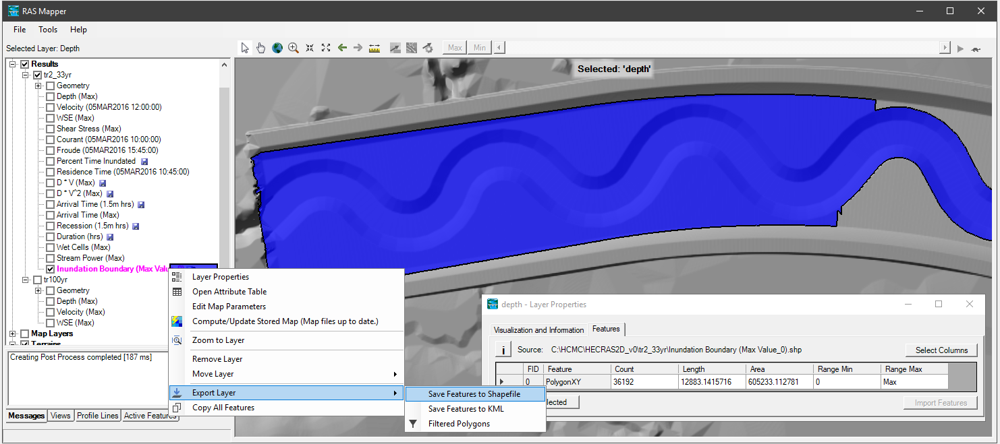 RAS Mapper
File Tools Help
Selected Layer: Depth
Max Min
Selected: 'depth'
Results
tr2_33yr
Geometry
Depth (Max)
Velocity (05MAR2016 12:00:00)
WSE (Max)
Shear Stress (Max)
Courant (05MAR2016 10:00:00)
Froude (05MAR2016 15:45:00)
Percent Time Inundated
Residence Time (05MAR2016 10:45:00)
D * V (Max)
D * V^2 (Max)
Arrival Time (1.5m hrs)
Arrival Time (Max)
Recession (1.5m hrs)
Duration (hrs)
Wet Cells (Max)
Stream Power (Max)
Inundation Boundary (Max Valu
tr100yr
Geometry
Depth (Max)
Velocity (Max)
WSE (Max)
Map Layers
Terrains
Creating Post Process completed [187 ms]
Messages Views Profile Lines Active Features
Layer Properties
Open Attribute Table
Edit Map Parameters
Compute/Update Stored Map (Map files up to date.)
Zoom to Layer
Remove Layer
Move Layer
Export Layer
Copy All Features
Save Features to Shapefile
Save Features to KML
Filtered Polygons
depth - Layer Properties
Visualization and Information Features
i Source: C:\HCMC\HECRAS2D_v0\tr2_33yr\Inundation Boundary (Max Value_0).shp Select Columns
FID Feature Count Length Area Range Min Range Max
0 PolygonXY 36192 12883.1415716 605233.112781 0 Max
lected Import Features